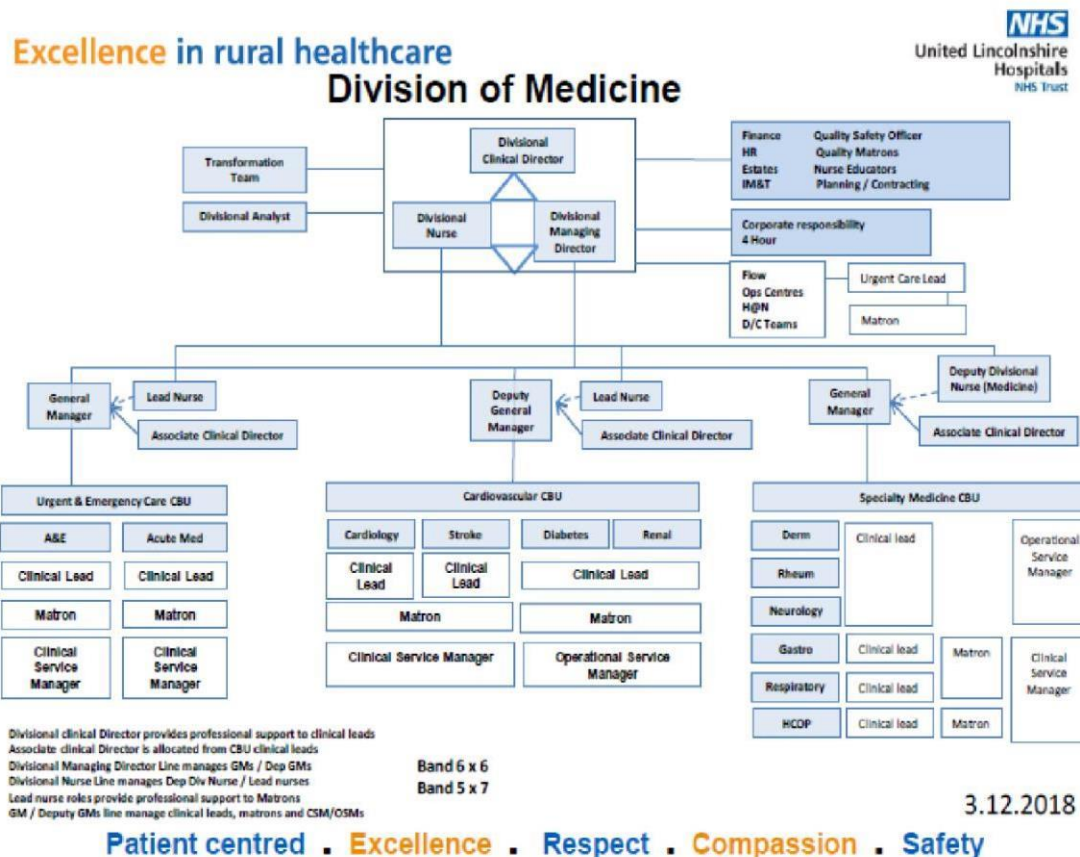 Excellence in rural healthcare
NHS
United Lincolnshire
Hospitals
NHS Trust
Division of Medicine
Transformation
Team
Divisional Analyst
Divisional
Clinical Director
Divisional
Nurse
Divisional
Managing
Director
Finance Quality Safety Officer
HR Quality Matrons
Estates Nurse Educators
IM&T Planning / Contracting
Corporate responsibility
4 Hour
Flow
Ops Centres
H@N
D/C Teams
Urgent Care Lead
Matron
General
Manager
Lead Nurse
Associate Clinical Director
Deputy
General
Manager
Lead Nurse
Associate Clinical Director
General
Manager
Deputy Divisional
Nurse (Medicine)
Associate Clinical Director
Urgent & Emergency Care CBU
A&E
Acute Med
Clinical Lead
Clinical Lead
Matron
Matron
Clinical
Service
Manager
Clinical
Service
Manager
Cardiovascular CBU
Cardiology
Stroke
Diabetes
Renal
Clinical
Lead
Clinical
Lead
Clinical Lead
Matron
Matron
Clinical Service Manager
Operational Service
Manager
Specialty Medicine CBU
Derm
Clinical lead
Operational
Service
Manager
Rheum
Neurology
Gastro
Clinical lead
Matron
Clinical
Service
Manager
Respiratory
Clinical lead
HCOP
Clinical lead
Matron
Divisional clinical Director provides professional support to clinical leads
Associate clinical Director is allocated from CBU clinical leads
Divisional Managing Director Line manages GMs / Dep GMs
Divisional Nurse Line manages Dep Div Nurse / Lead nurses
Lead nurse roles provide professional support to Matrons
GM / Deputy GMs line manage clinical leads, matrons and CSM/OSMs
Band 6 x 6
Band 5 x 7
3.12.2018
Patient centred . Excellence . Respect . Compassion . Safety